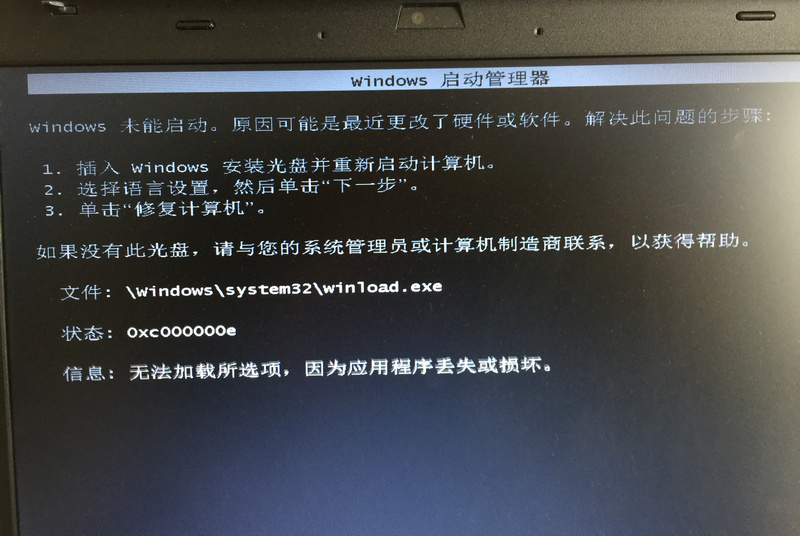 Windows 启动管理器
Windows 未能启动。原因可能是最近更改了硬件或软件。解决此问题的步骤:
1. 插入 Windows 安装光盘并重新启动计算机。
2. 选择语言设置，然后单击“下一步”。
3. 单击“修复计算机”。
如果没有此光盘，请与您的系统管理员或计算机制造商联系，以获得帮助。
文件: \Windows\system32\winload.exe
状态: 0xc000000e
信息: 无法加载所选项，因为应用程序丢失或损坏。